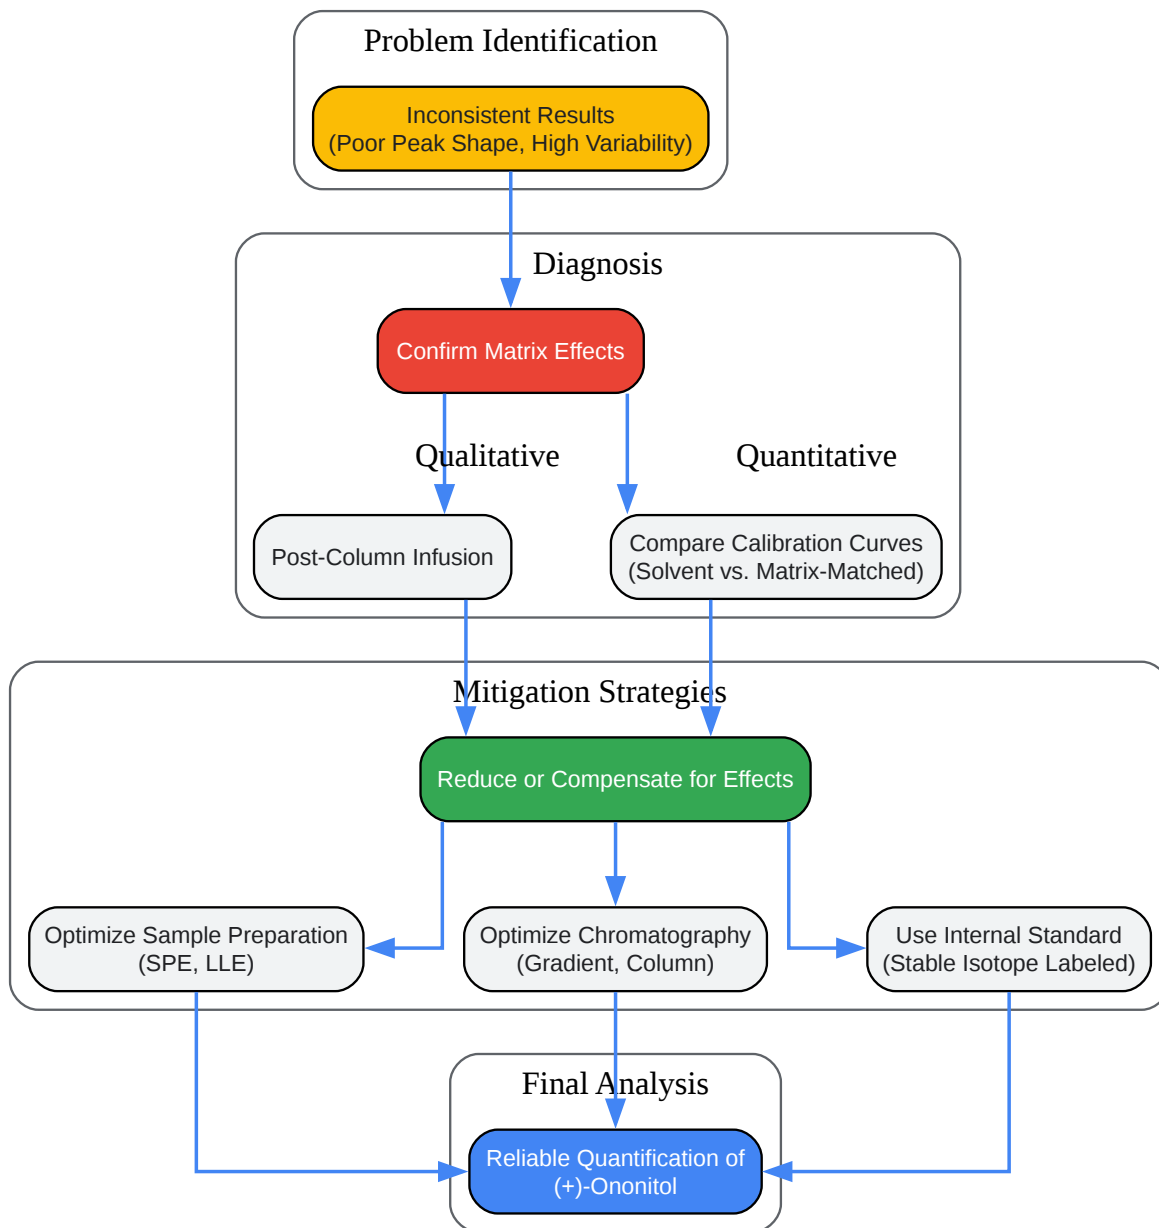 Problem Identification
Inconsistent Results
(Poor Peak Shape, High Variability)
Diagnosis
Confirm Matrix Effects
Qualitative
Quantitative
Post-Column Infusion
Compare Calibration Curves
(Solvent vs. Matrix-Matched)
Mitigation Strategies
Reduce or Compensate for Effects
Optimize Sample Preparation
(SPE, LLE)
Optimize Chromatography
(Gradient, Column)
Use Internal Standard
(Stable Isotope Labeled)
Final Analysis
Reliable Quantification of
(+)-Ononitol